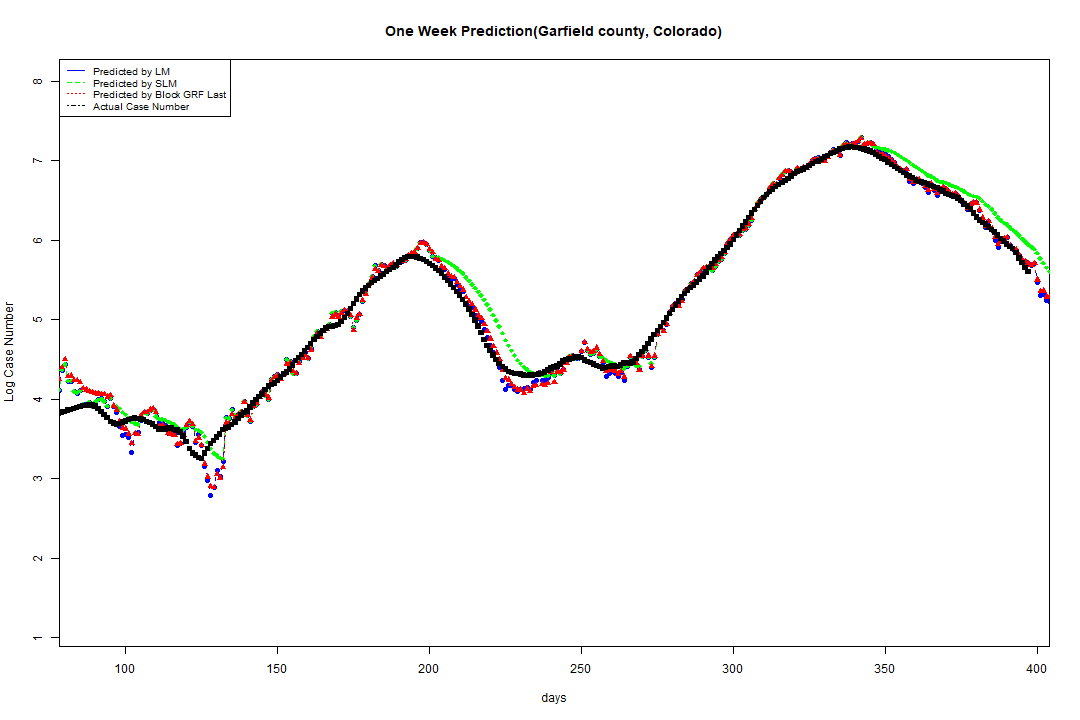 One Week Prediction(Garfield county, Colorado)
Predicted by LM
Predicted by SLM
Predicted by Block GRF Last
Actual Case Number
8
7
6
5
4
3
2
1
Log Case Number
100 150 200 250 300 350 400
days